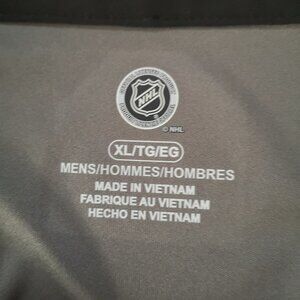 NHL
© NHL
XL/TG/EG
MENS/HOMMES/HOMBRES
MADE IN VIETNAM
FABRIQUE AU VIETNAM
HECHO EN VIETNAM